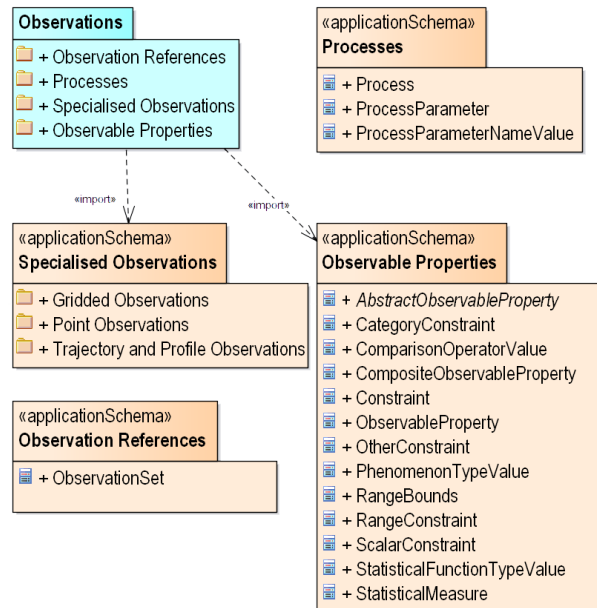 Observations
+ Observation References
+ Processes
+ Specialised Observations
+ Observable Properties
«applicationSchema»
Processes
+ Process
+ ProcessParameter
+ ProcessParameterNameValue
«import»
«import»
«applicationSchema»
Specialised Observations
+ Gridded Observations
+ Point Observations
+ Trajectory and Profile Observations
«applicationSchema»
Observable Properties
+ AbstractObservableProperty
+ CategoryConstraint
+ ComparisonOperatorValue
+ CompositeObservableProperty
+ Constraint
+ ObservableProperty
+ OtherConstraint
+ PhenomenonTypeValue
+ RangeBounds
+ RangeConstraint
+ ScalarConstraint
+ StatisticalFunctionTypeValue
+ StatisticalMeasure
«applicationSchema»
Observation References
+ ObservationSet